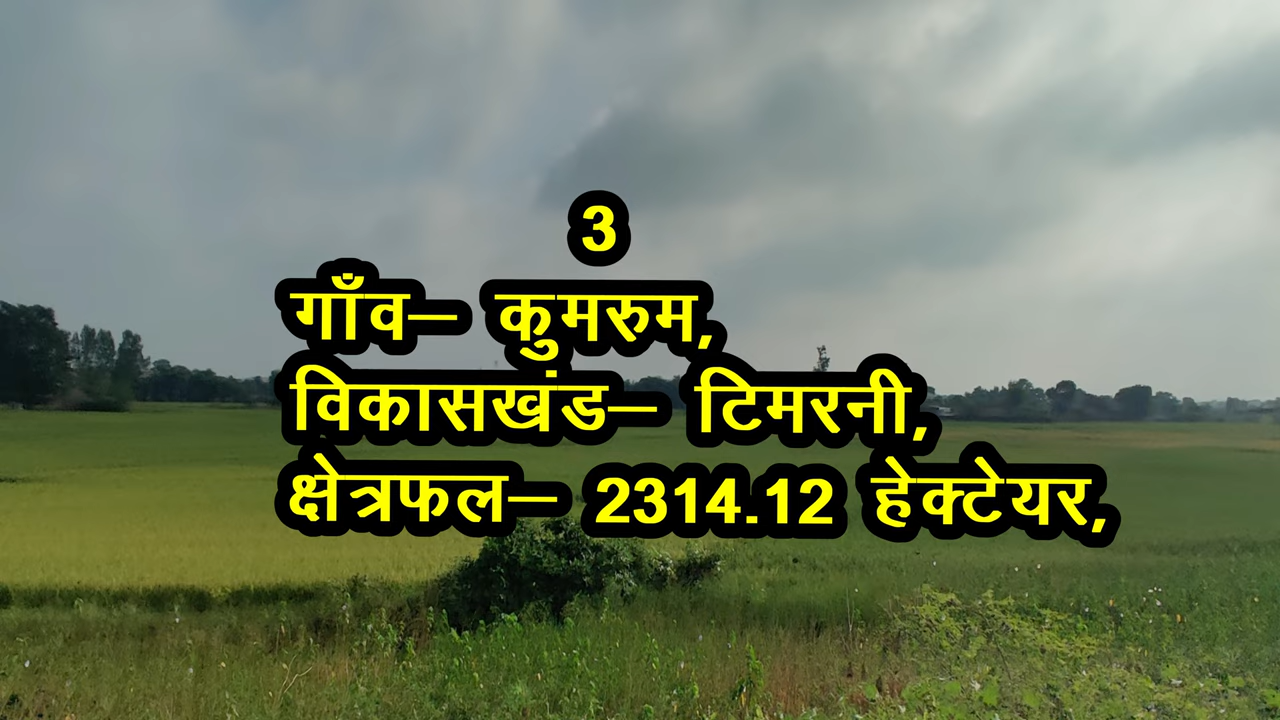 3
गाँव– कुमरुम,
विकासखंड– टिमरनी,
क्षेत्रफल– 2314.12 हेक्टेयर,